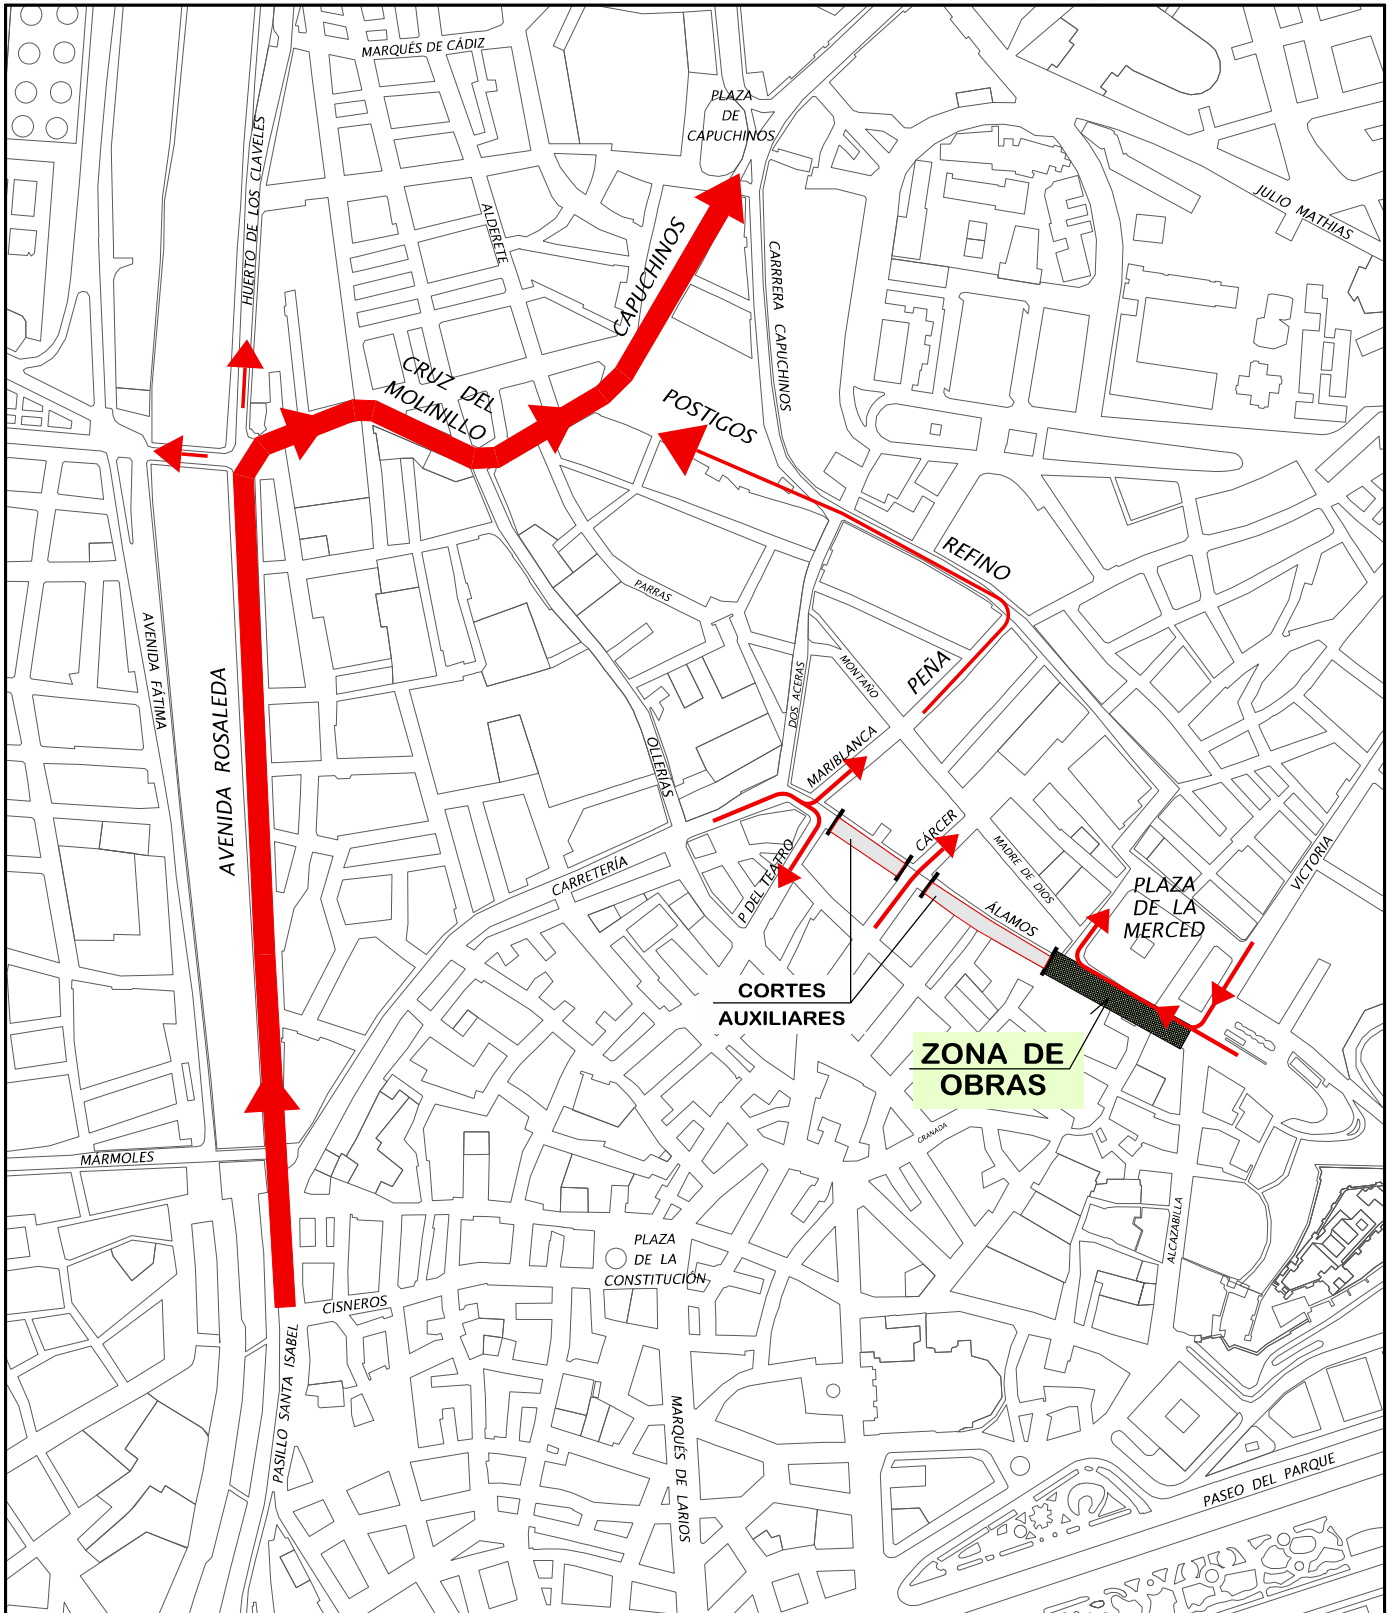 MARQUÉS DE CÁDIZ
PLAZA
DE
CAPUCHINOS
HUERTO DE LOS CLAVELES
JULIO MATHIAS
ALDERETE
CAPUCHINOS
CARRRERA CAPUCHINOS
CRUZ DEL
MOLINILLO
POSTIGOS
REFINO
PARRAS
AVENIDA FÁTIMA
AVENIDA ROSALEDA
MONTAÑO
PEÑA
DOS ACERAS
OLLERIAS
MARIBLANCA
CÁRCER
MADRE DE DIOS
VICTORIA
CARRETERÍA
P DEL TEATRO
PLAZA
DE LA
MERCED
ÁLAMOS
CORTES
AUXILIARES
ZONA DE
OBRAS
GRANADA
MÁRMOLES
ALCAZABILLA
PLAZA
DE LA
CONSTITUCIÓN
CISNEROS
PASILLO SANTA ISABEL
MARQUÉS DE LARIOS
PASEO DEL PARQUE